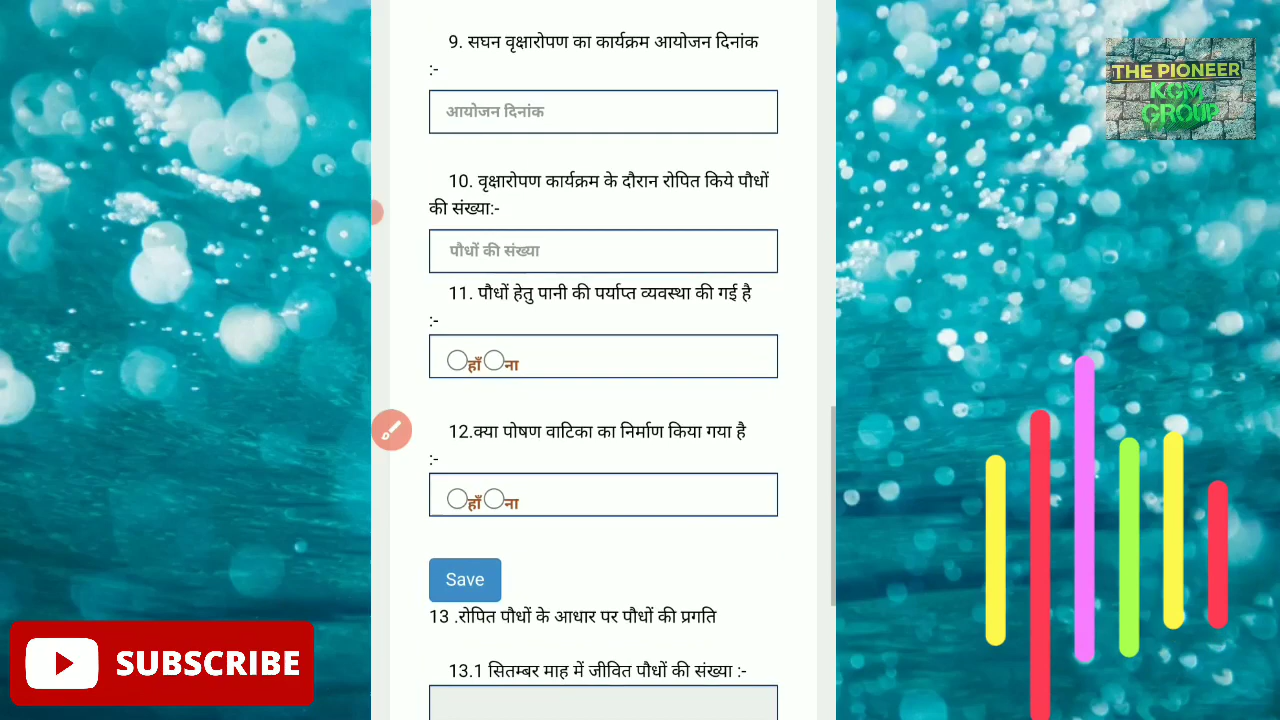 9. सघन वृक्षारोपण का कार्यक्रम आयोजन दिनांक
:-
आयोजन दिनांक
10. वृक्षारोपण कार्यक्रम के दौरान रोपित किये पौधों
की संख्या:-
पौधों की संख्या
11. पौधों हेतु पानी की पर्याप्त व्यवस्था की गई है
:-
हाँ ना
12.क्या पोषण वाटिका का निर्माण किया गया है
:-
हाँ ना
Save
13 .रोपित पौधों के आधार पर पौधों की प्रगति
13.1 सितम्बर माह में जीवित पौधों की संख्या :-
THE PIONEER
KGM
GROUP
SUBSCRIBE